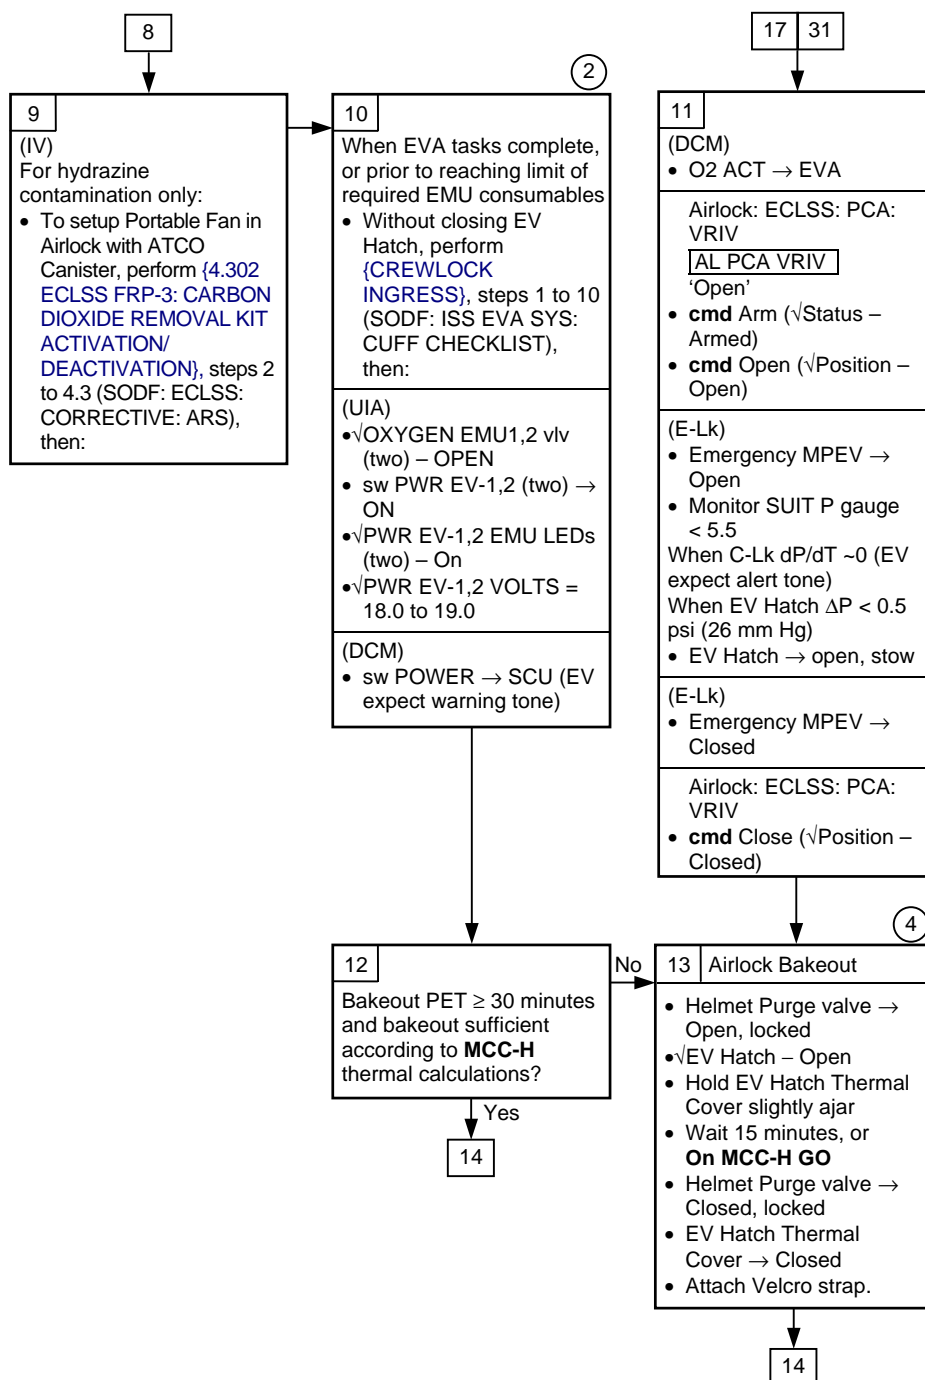 8
9
(IV)
For hydrazine
contamination only:
• To setup Portable Fan in
Airlock with ATCO
Canister, perform {4.302
ECLSS FRP-3: CARBON
DIOXIDE REMOVAL KIT
ACTIVATION/
DEACTIVATION}, steps 2
to 4.3 (SODF: ECLSS:
CORRECTIVE: ARS),
then:
2
10
When EVA tasks complete,
or prior to reaching limit of
required EMU consumables
• Without closing EV
Hatch, perform
{CREWLOCK
INGRESS}, steps 1 to 10
(SODF: ISS EVA SYS:
CUFF CHECKLIST),
then:
(UIA)
•√OXYGEN EMU1,2 vlv
(two) – OPEN
• sw PWR EV-1,2 (two) →
ON
•√PWR EV-1,2 EMU LEDs
(two) – On
•√PWR EV-1,2 VOLTS =
18.0 to 19.0
(DCM)
• sw POWER → SCU (EV
expect warning tone)
17 31
11
(DCM)
• O2 ACT → EVA
Airlock: ECLSS: PCA:
VRIV
AL PCA VRIV
‘Open’
• cmd Arm (√Status –
Armed)
• cmd Open (√Position –
Open)
(E-Lk)
• Emergency MPEV →
Open
• Monitor SUIT P gauge
< 5.5
When C-Lk dP/dT ~0 (EV
expect alert tone)
When EV Hatch ΔP < 0.5
psi (26 mm Hg)
• EV Hatch → open, stow
(E-Lk)
• Emergency MPEV →
Closed
Airlock: ECLSS: PCA:
VRIV
• cmd Close (√Position –
Closed)
12
Bakeout PET ≥ 30 minutes
and bakeout sufficient
according to MCC-H
thermal calculations?
No
Yes
14
4
13 Airlock Bakeout
• Helmet Purge valve →
Open, locked
•√EV Hatch – Open
• Hold EV Hatch Thermal
Cover slightly ajar
• Wait 15 minutes, or
On MCC-H GO
• Helmet Purge valve →
Closed, locked
• EV Hatch Thermal
Cover → Closed
• Attach Velcro strap.
14